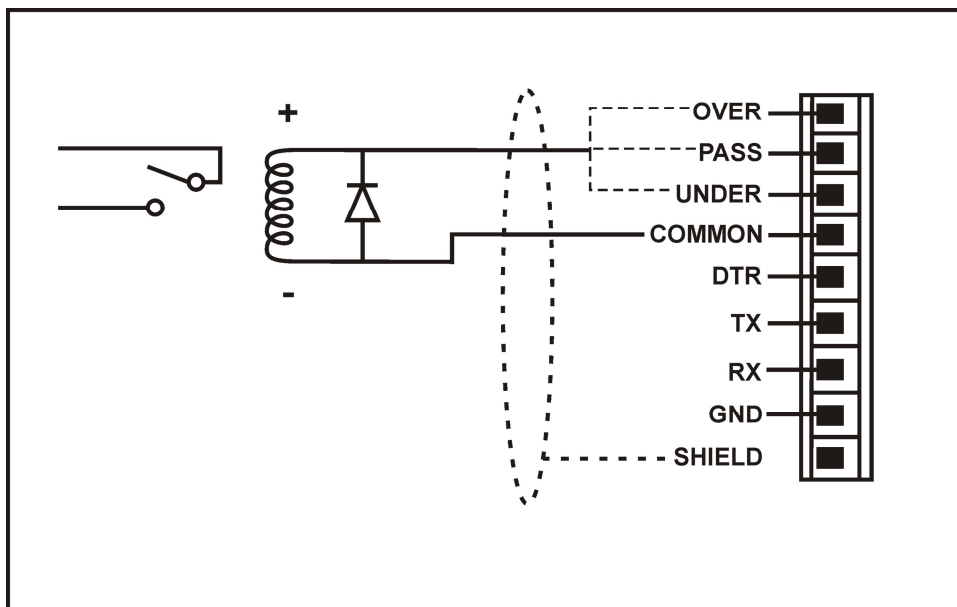 +
-
OVER
PASS
UNDER
COMMON
DTR
TX
RX
GND
SHIELD